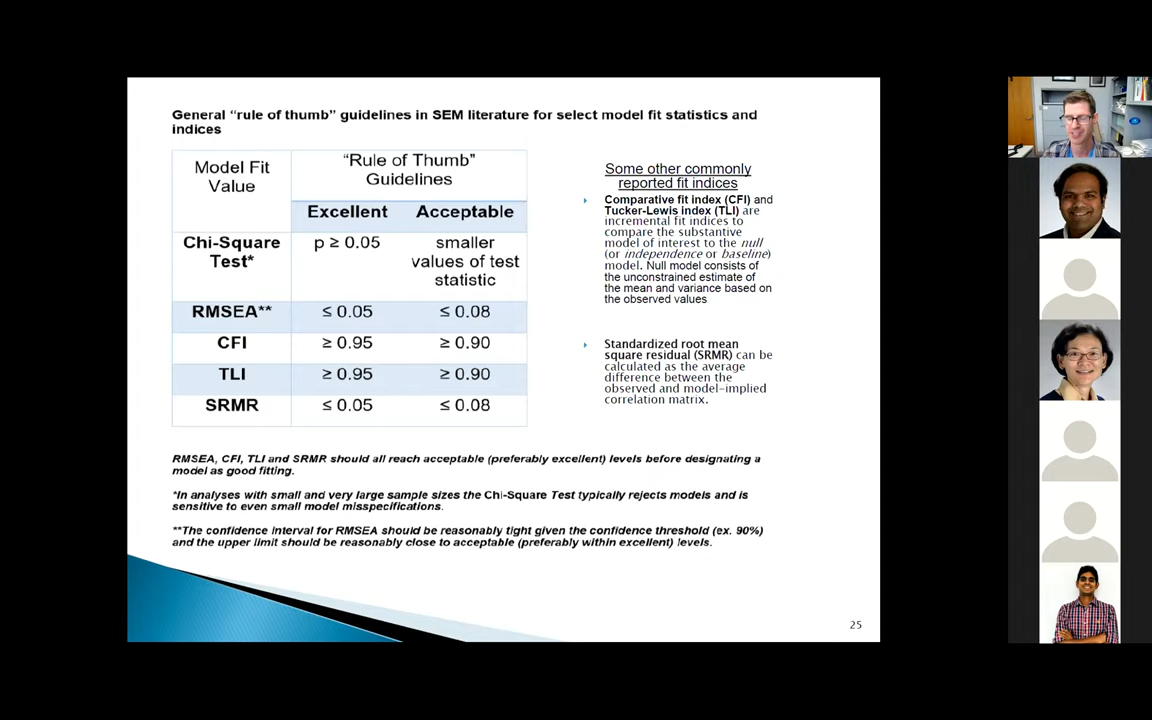 General “rule of thumb” guidelines in SEM literature for select model fit statistics and
indices
Model Fit
Value
“Rule of Thumb”
Guidelines
Excellent
Acceptable
Chi-Square
Test*
p ≥ 0.05
smaller
values of test
statistic
RMSEA**
≤ 0.05
≤ 0.08
CFI
≥ 0.95
≥ 0.90
TLI
≥ 0.95
≥ 0.90
SRMR
≤ 0.05
≤ 0.08
Some other commonly
reported fit indices
Comparative fit index (CFI) and
Tucker-Lewis index (TLI) are
incremental fit indices to
compare the substantive
model of interest to the null
(or independence or baseline)
model. Null model consists of
the unconstrained estimate of
the mean and variance based on
the observed values
Standardized root mean
square residual (SRMR) can be
calculated as the average
difference between the
observed and model-implied
correlation matrix.
RMSEA, CFI, TLI and SRMR should all reach acceptable (preferably excellent) levels before designating a
model as good fitting.
*In analyses with small and very large sample sizes the Chi-Square Test typically rejects models and is
sensitive to even small model misspecifications.
**The confidence interval for RMSEA should be reasonably tight given the confidence threshold (ex. 90%)
and the upper limit should be reasonably close to acceptable (preferably within excellent) levels.
25